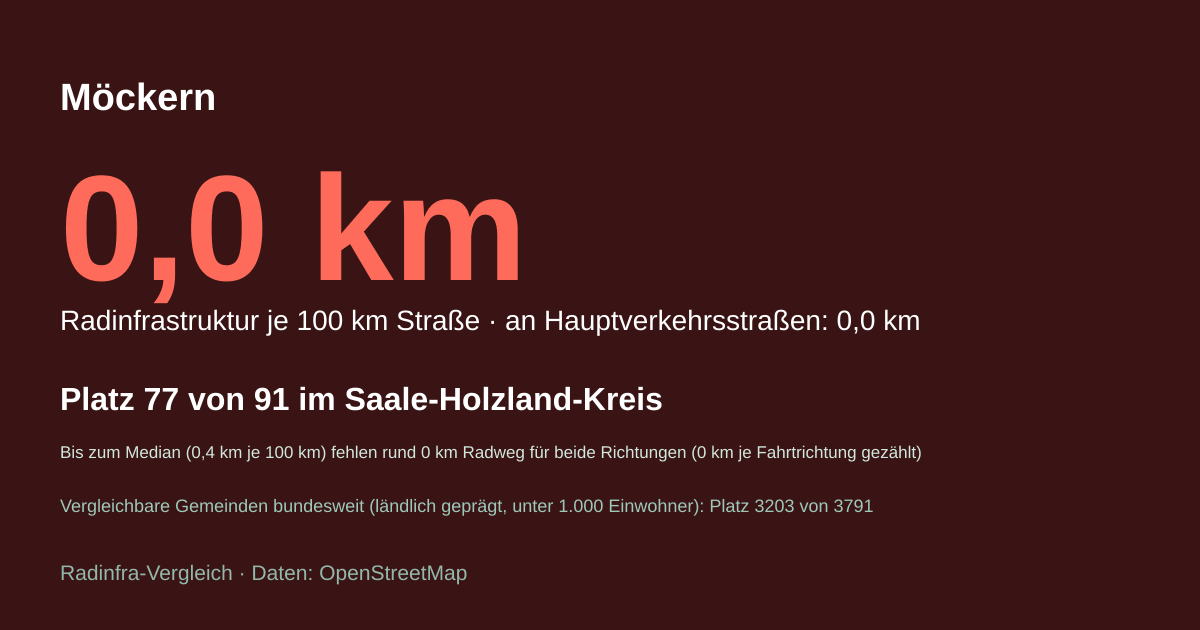 Möckern
0,0 km
Radinfrastruktur je 100 km Straße · an Hauptverkehrsstraßen: 0,0 km
Platz 77 von 91 im Saale-Holzland-Kreis
Bis zum Median (0,4 km je 100 km) fehlen rund 0 km Radweg für beide Richtungen (0 km je Fahrtrichtung gezählt)
Vergleichbare Gemeinden bundesweit (ländlich geprägt, unter 1.000 Einwohner): Platz 3203 von 3791
Radinfra-Vergleich · Daten: OpenStreetMap